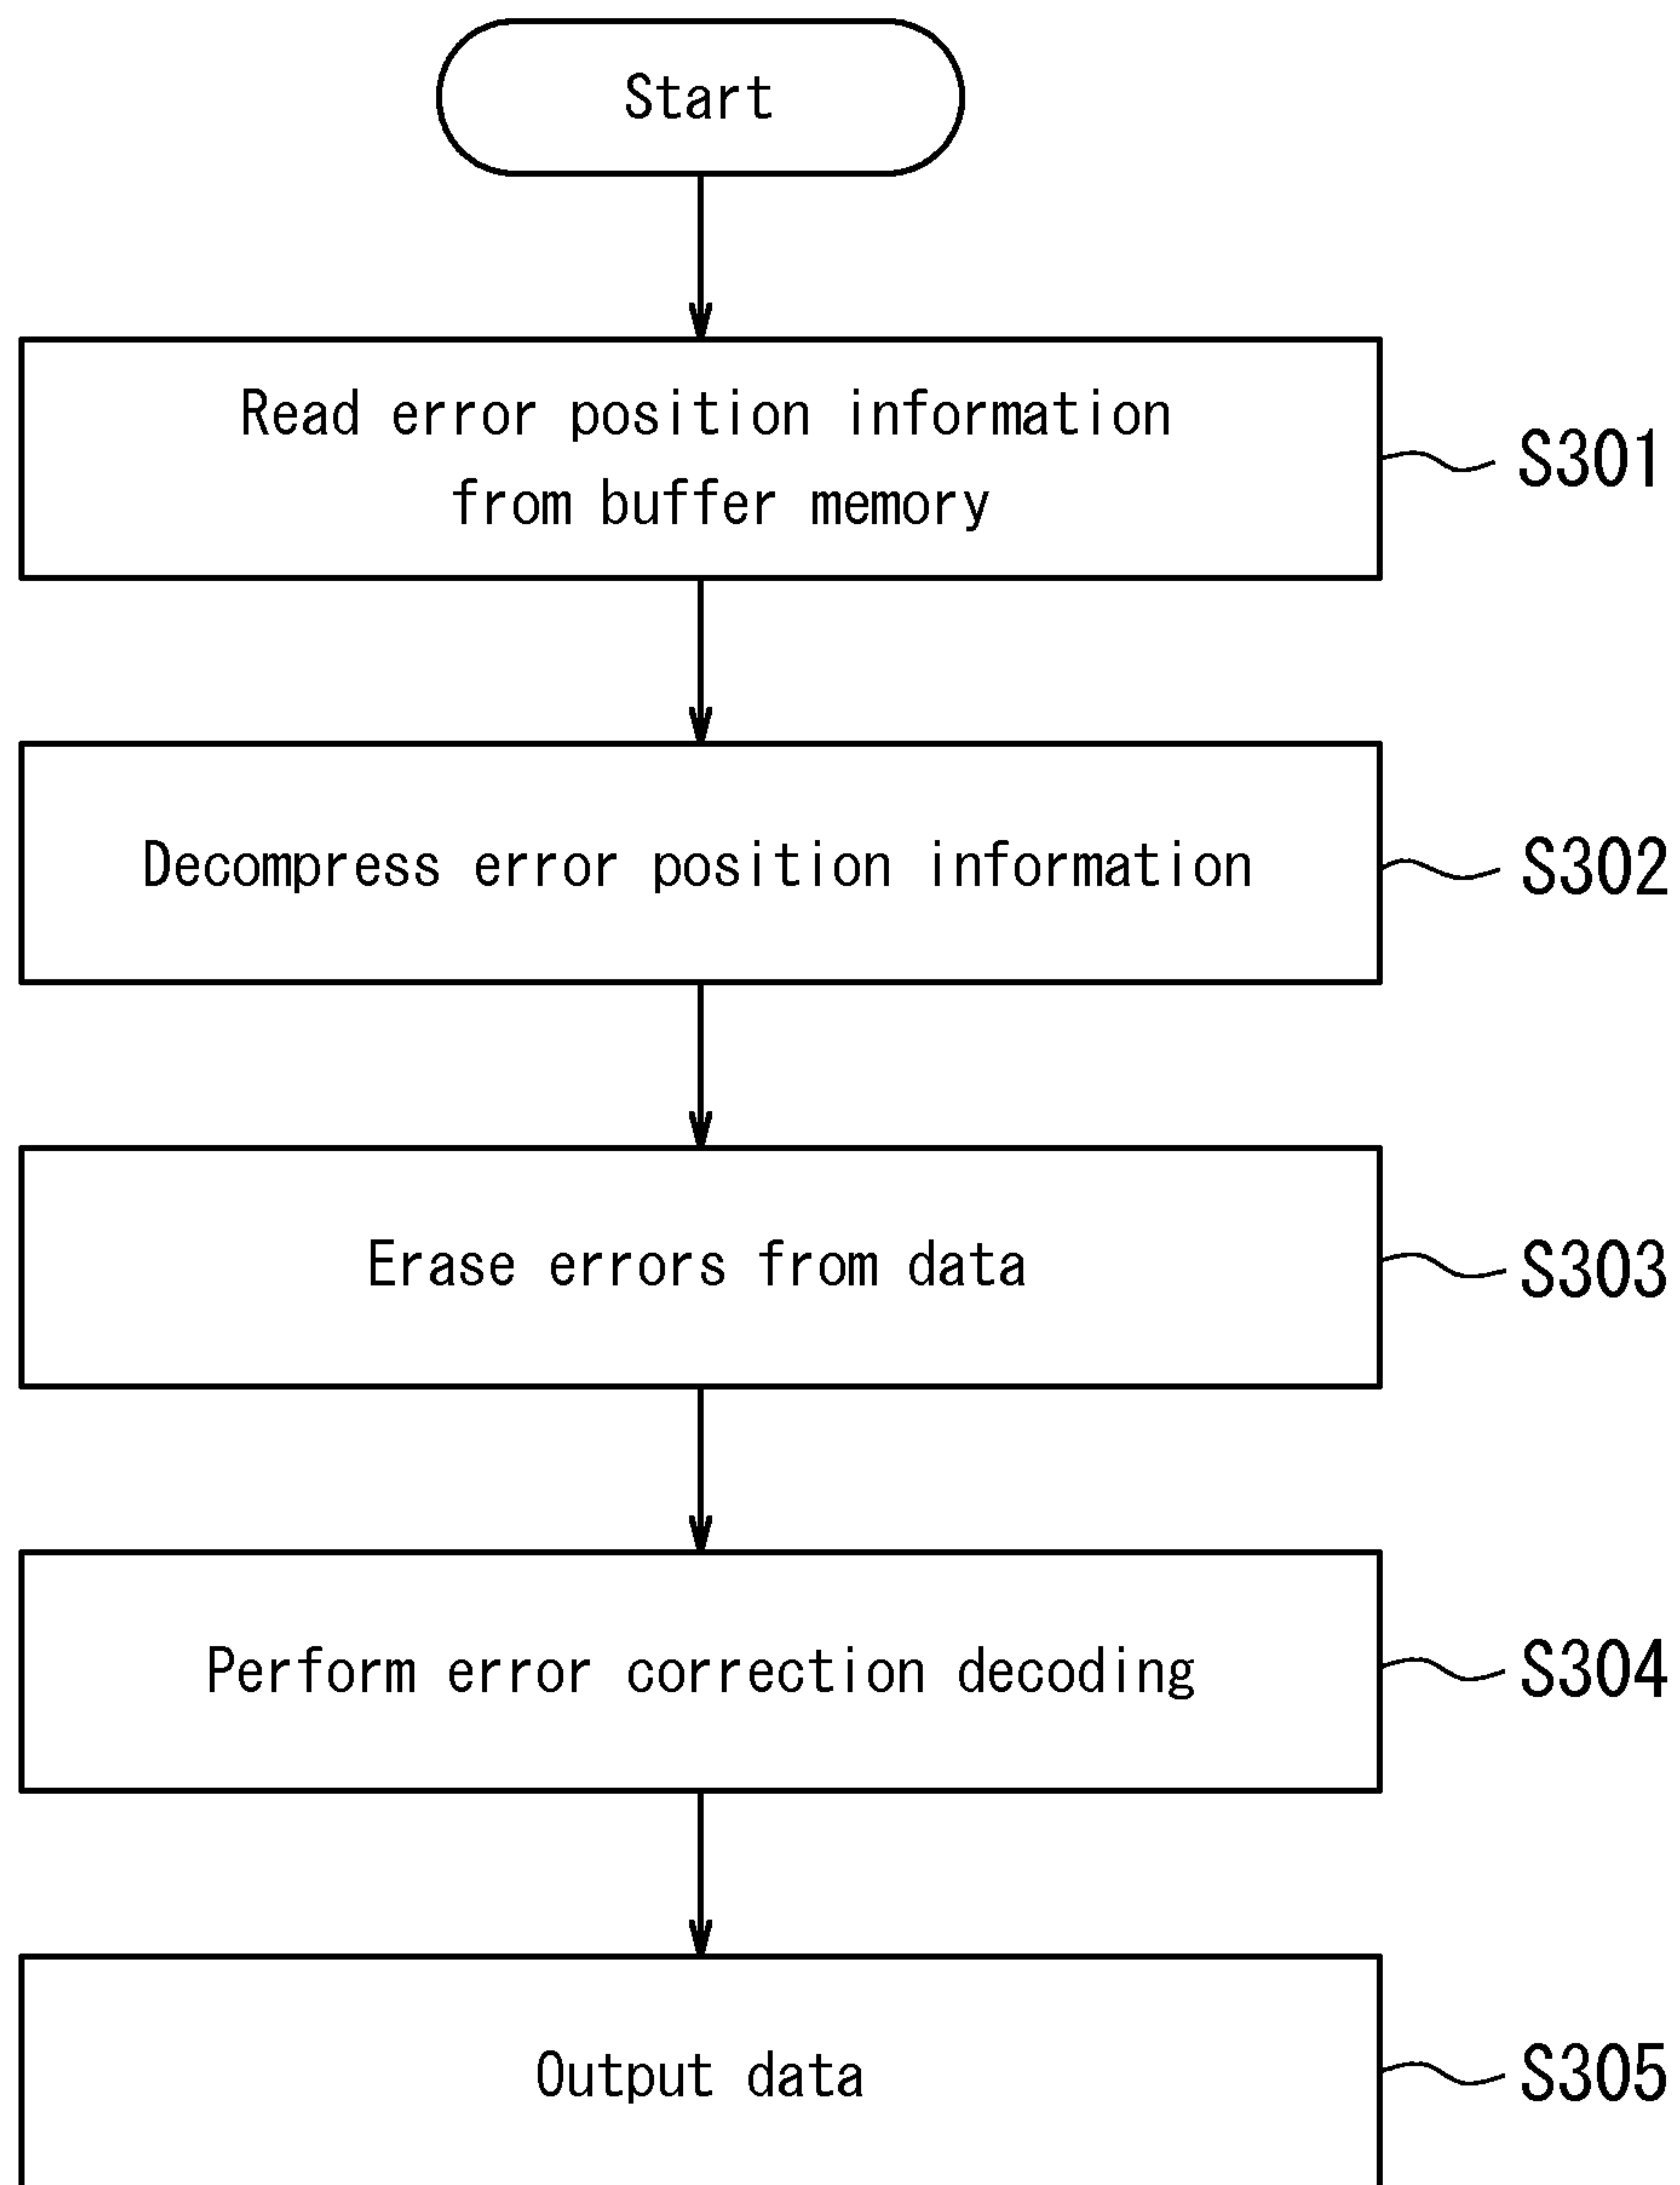 Start
Read error position information
from buffer memory
S301
Decompress error position information
S302
Erase errors from data
S303
Perform error correction decoding
S304
Output data
S305